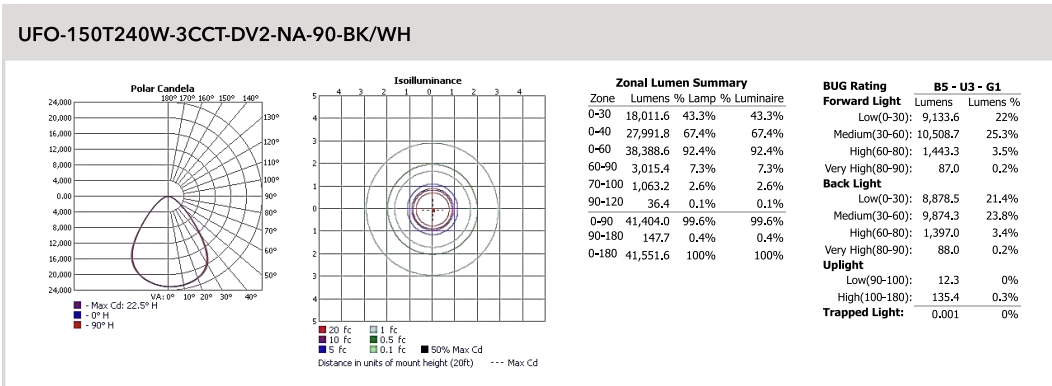 UFO-150T240W-3CCT-DV2-NA-90-BK/WH
Polar Candela
180° 170° 160° 150° 140°
24,000
20,000
16,000
12,000
8,000
4,000
0.00
4,000
8,000
12,000
16,000
20,000
24,000
130°
120°
110°
100°
90°
80°
70°
60°
50°
VA: 0° 10° 20° 30° 40°
- Max Cd: 22.5° H
- 0° H
- 90° H
Isoilluminance
4 3 2 1 0 1 2 3 4
5
4
3
2
1
0
1
2
3
4
5
20 fc 1 fc
10 fc 0.5 fc
5 fc 0.1 fc 50% Max Cd
Distance in units of mount height (20ft) --- Max Cd
Zonal Lumen Summary
Zone Lumens % Lamp % Luminaire
0-30 18,011.6 43.3% 43.3%
0-40 27,991.8 67.4% 67.4%
0-60 38,388.6 92.4% 92.4%
60-90 3,015.4 7.3% 7.3%
70-100 1,063.2 2.6% 2.6%
90-120 36.4 0.1% 0.1%
0-90 41,404.0 99.6% 99.6%
90-180 147.7 0.4% 0.4%
0-180 41,551.6 100% 100%
BUG Rating B5 - U3 - G1
Forward Light Lumens Lumens %
Low(0-30): 9,133.6 22%
Medium(30-60): 10,508.7 25.3%
High(60-80): 1,443.3 3.5%
Very High(80-90): 87.0 0.2%
Back Light
Low(0-30): 8,878.5 21.4%
Medium(30-60): 9,874.3 23.8%
High(60-80): 1,397.0 3.4%
Very High(80-90): 88.0 0.2%
Uplight
Low(90-100): 12.3 0%
High(100-180): 135.4 0.3%
Trapped Light: 0.001 0%